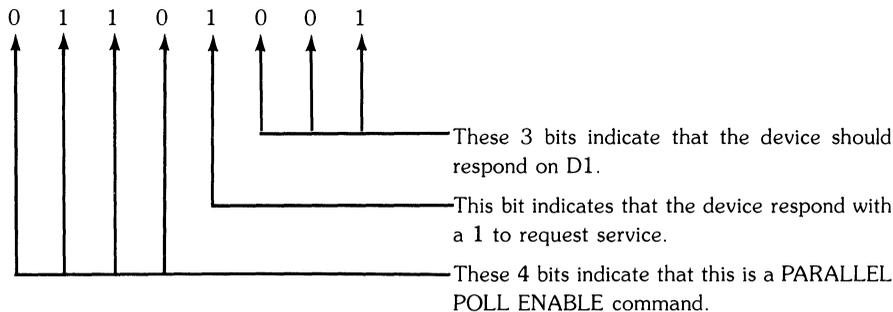 0 1 1 0 1 0 0 1
These 3 bits indicate that the device should
respond on D1.
This bit indicates that the device respond with
a 1 to request service.
These 4 bits indicate that this is a PARALLEL
POLL ENABLE command.